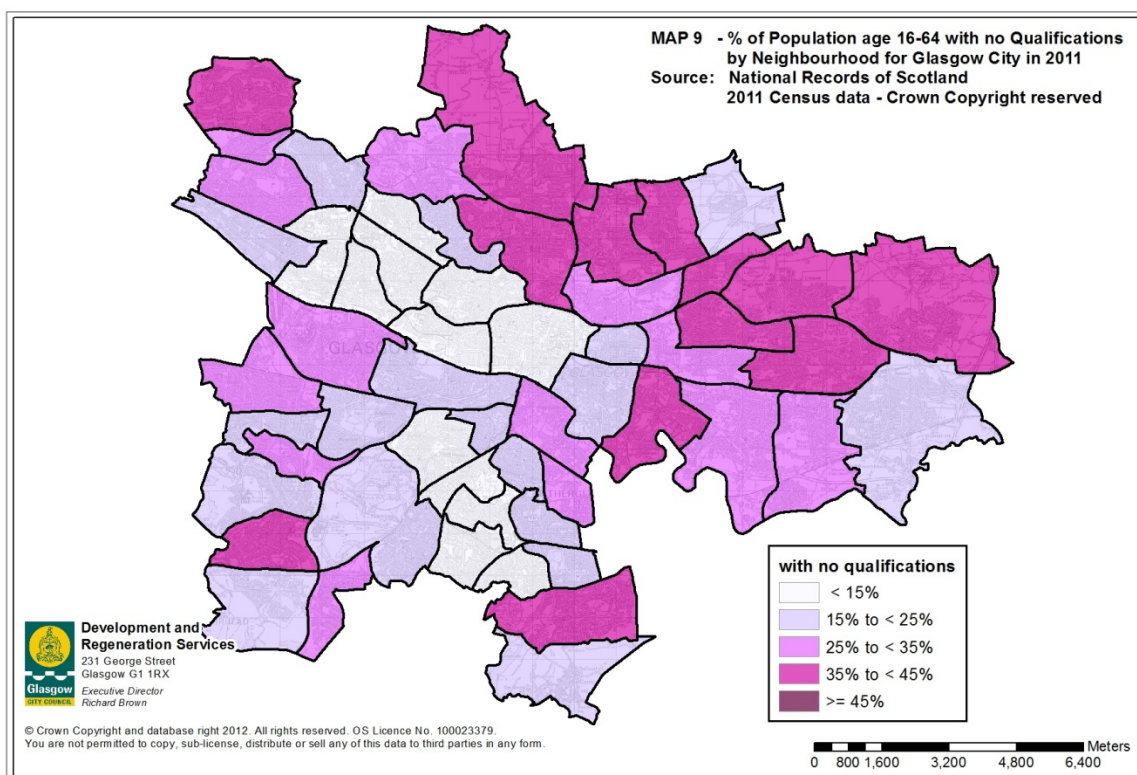 MAP 9 - % of Population age 16-64 with no Qualifications
by Neighbourhood for Glasgow City in 2011
Source: National Records of Scotland
2011 Census data - Crown Copyright reserved
with no qualifications
< 15%
15% to < 25%
25% to < 35%
35% to < 45%
>= 45%
Development and
Regeneration Services
231 George Street
Glasgow G1 1RX
Executive Director
Richard Brown
Glasgow
CITY COUNCIL
© Crown Copyright and database right 2012. All rights reserved. OS Licence No. 100023379.
You are not permitted to copy, sub-license, distribute or sell any of this data to third parties in any form.
Meters
0 800 1,600 3,200 4,800 6,400